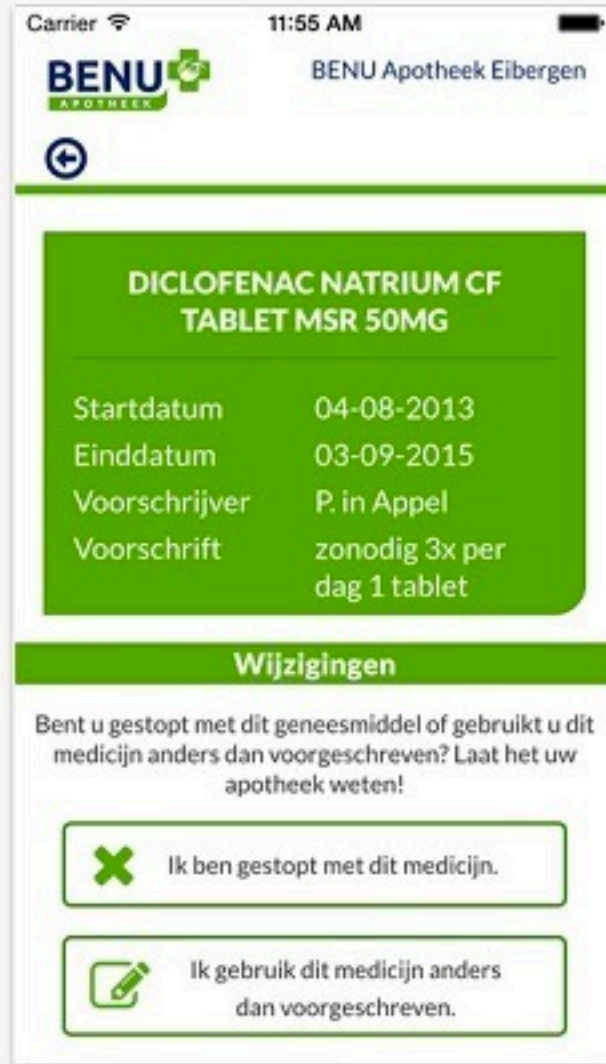 Carrier 11:55 AM
BENU
APOTHEEK
BENU Apotheek Eibergen
DICLOFENAC NATRIUM CF
TABLET MSR 50MG
Startdatum 04-08-2013
Einddatum 03-09-2015
Voorschrijver P. in Appel
Voorschrift zonodig 3x per
dag 1 tablet
Wijzigingen
Bent u gestopt met dit geneesmiddel of gebruikt u dit
medicijn anders dan voorgeschreven? Laat het uw
apotheek weten!
Ik ben gestopt met dit medicijn.
Ik gebruik dit medicijn anders
dan voorgeschreven.